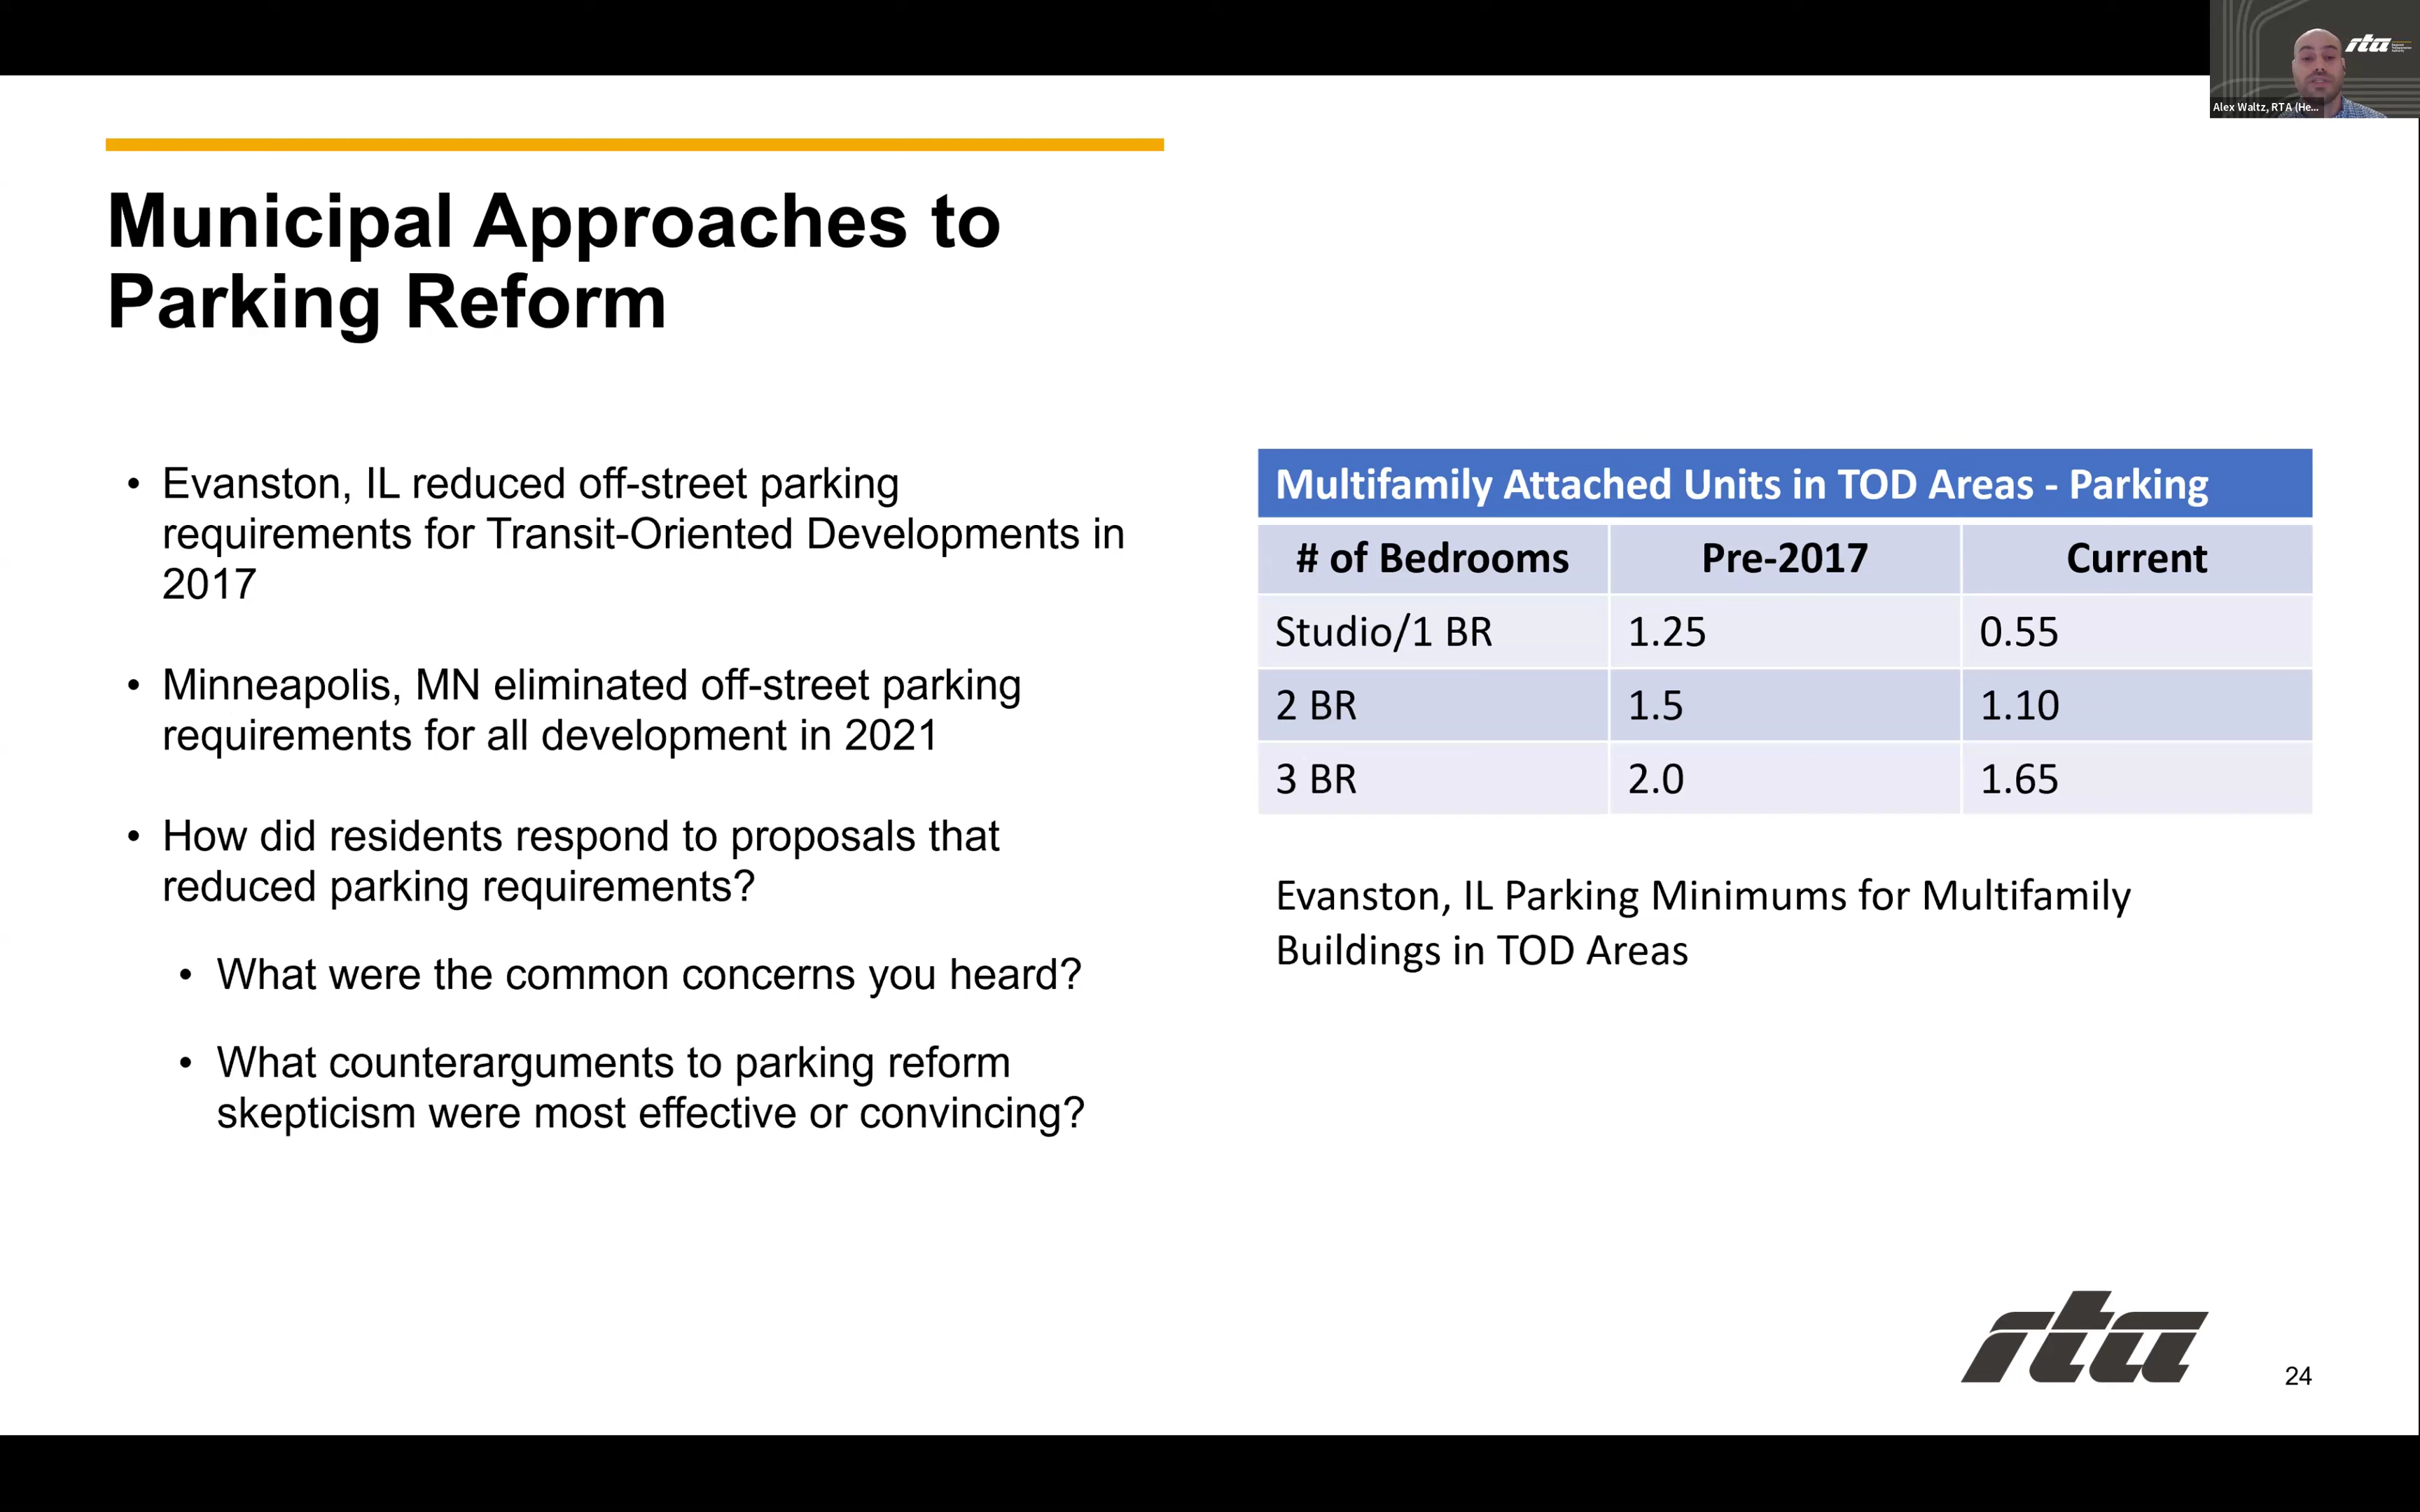 rta
Alex Waltz, RTA (He...
Municipal Approaches to
Parking Reform
• Evanston, IL reduced off-street parking
requirements for Transit-Oriented Developments in
2017
• Minneapolis, MN eliminated off-street parking
requirements for all development in 2021
• How did residents respond to proposals that
reduced parking requirements?
• What were the common concerns you heard?
• What counterarguments to parking reform
skepticism were most effective or convincing?
Multifamily Attached Units in TOD Areas - Parking
# of Bedrooms Pre-2017 Current
Studio/1 BR 1.25 0.55
2 BR 1.5 1.10
3 BR 2.0 1.65
Evanston, IL Parking Minimums for Multifamily
Buildings in TOD Areas
rta
24